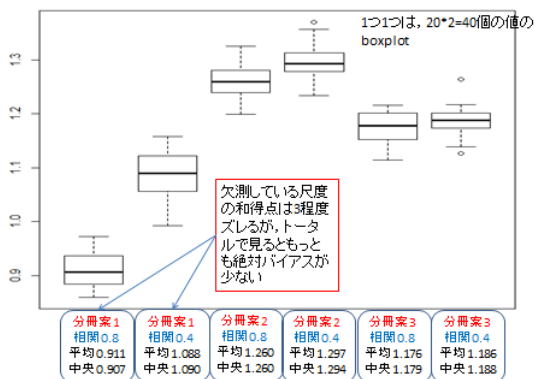 1つ1つは，20*2=40個の値の
boxplot
1.3
1.2
1.1
1.0
0.9
欠測している尺度
の和得点は3程度
ズレるが，トータ
ルで見るともっと
も絶対バイアスが
少ない
分冊案1
相関0.8
平均0.911
中央0.907
分冊案1
相関0.4
平均1.088
中央1.090
分冊案2
相関0.8
平均1.260
中央1.260
分冊案2
相関0.4
平均1.297
中央1.294
分冊案3
相関0.8
平均1.176
中央1.179
分冊案3
相関0.4
平均1.186
中央1.188